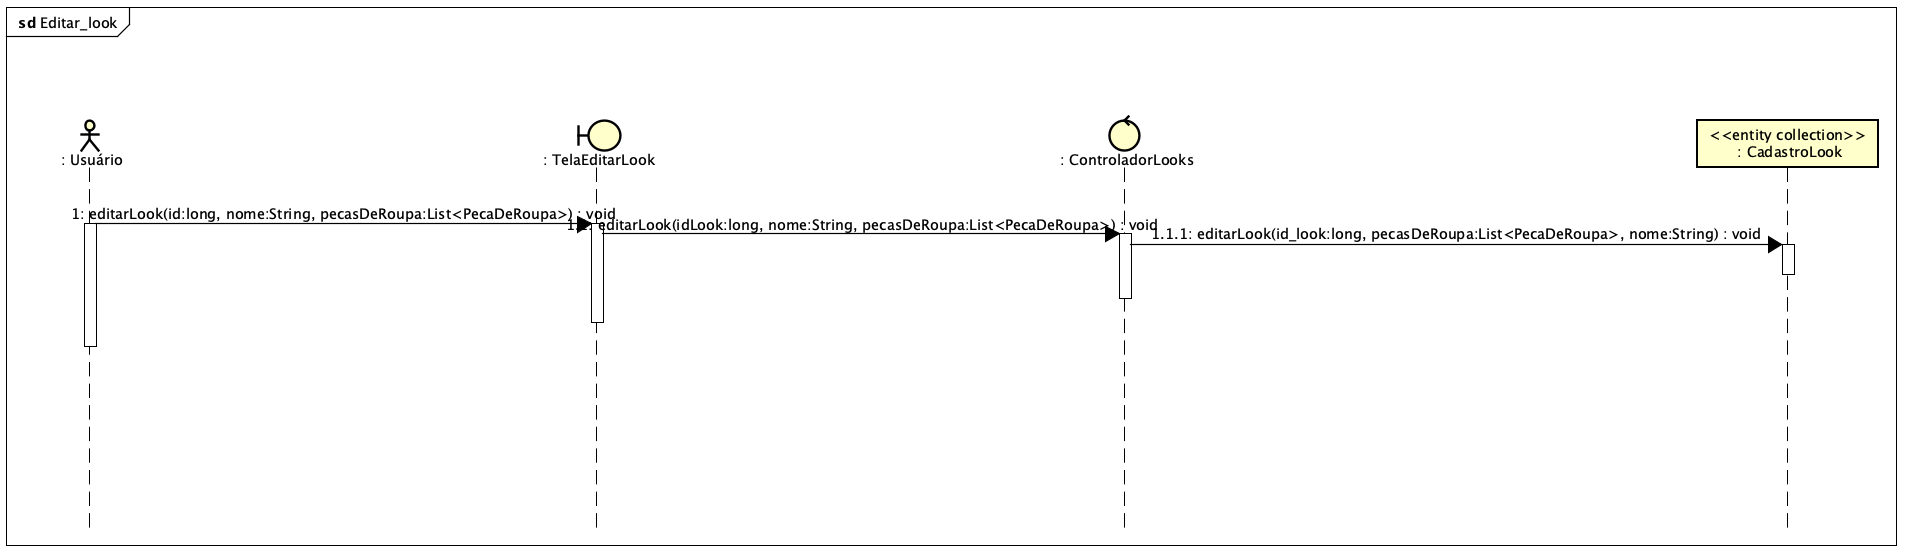 sd Editar_look
: Usuário
: TelaEditarLook
: ControladorLooks
<<entity collection>>
: CadastroLook
1: editarLook(id:long, nome:String, pecasDeRoupa:List<PecaDeRoupa>) : void
1.1: editarLook(idLook:long, nome:String, pecasDeRoupa:List<PecaDeRoupa>) : void
1.1.1: editarLook(id_look:long, pecasDeRoupa:List<PecaDeRoupa>, nome:String) : void